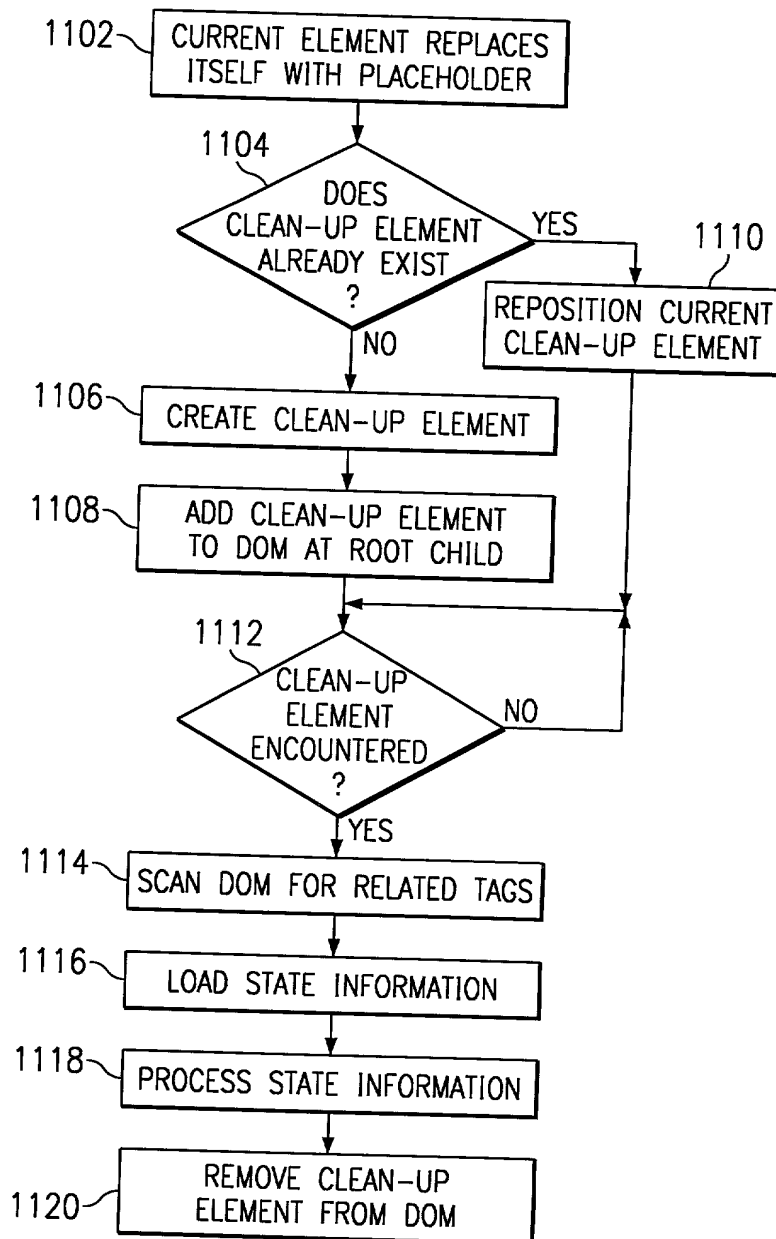 1102
CURRENT ELEMENT REPLACES
ITSELF WITH PLACEHOLDER
1104
DOES
CLEAN-UP ELEMENT
ALREADY EXIST
?
YES
1110
REPOSITION CURRENT
CLEAN-UP ELEMENT
NO
1106
CREATE CLEAN-UP ELEMENT
1108
ADD CLEAN-UP ELEMENT
TO DOM AT ROOT CHILD
1112
CLEAN-UP
ELEMENT
ENCOUNTERED
?
NO
YES
1114
SCAN DOM FOR RELATED TAGS
1116
LOAD STATE INFORMATION
1118
PROCESS STATE INFORMATION
1120
REMOVE CLEAN-UP
ELEMENT FROM DOM